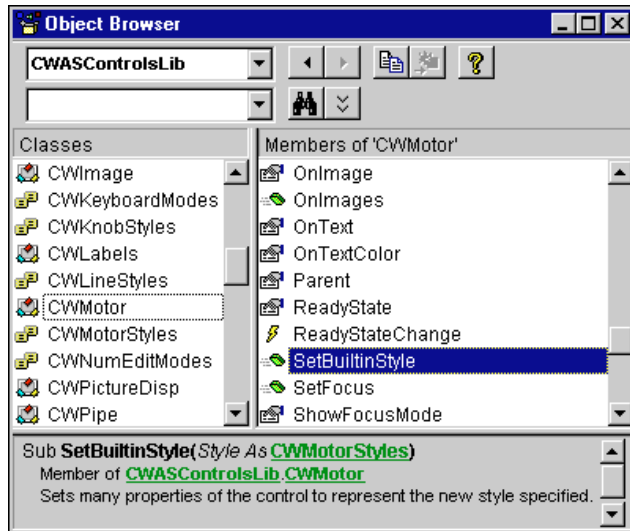 Object Browser
CWASControlsLib
Classes
CWImage
CWKeyboardModes
CWKnobStyles
CWLabels
CWLineStyles
CWMotor
CWMotorStyles
CWNumEditModes
CWPictureDisp
CWPipe
Members of 'CWMotor'
OnImage
OnImages
OnText
OnTextColor
Parent
ReadyState
ReadyStateChange
SetBuiltinStyle
SetFocus
ShowFocusMode
Sub SetBuiltinStyle(Style As CWMotorStyles)
Member of CWASControlsLib.CWMotor
Sets many properties of the control to represent the new style specified.